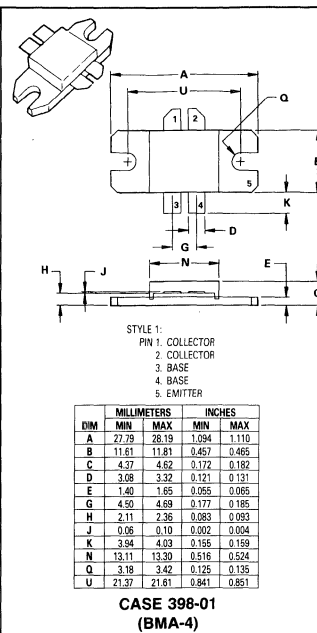 A
U
Q
1 2
B
5
K
3 4
D
G
N
H J E C
STYLE 1:
PIN 1. COLLECTOR
2. COLLECTOR
3. BASE
4. BASE
5. EMITTER
MILLIMETERS INCHES
DIM MIN MAX MIN MAX
A 27.79 28.19 1.094 1.110
B 11.61 11.81 0.457 0.465
C 4.37 4.62 0.172 0.182
D 3.08 3.32 0.121 0.131
E 1.40 1.65 0.055 0.065
G 4.50 4.69 0.177 0.185
H 2.11 2.36 0.083 0.093
J 0.06 0.10 0.002 0.004
K 3.94 4.03 0.155 0.159
N 13.11 13.30 0.516 0.524
Q 3.18 3.42 0.125 0.135
U 21.37 21.61 0.841 0.851
CASE 398-01
(BMA-4)